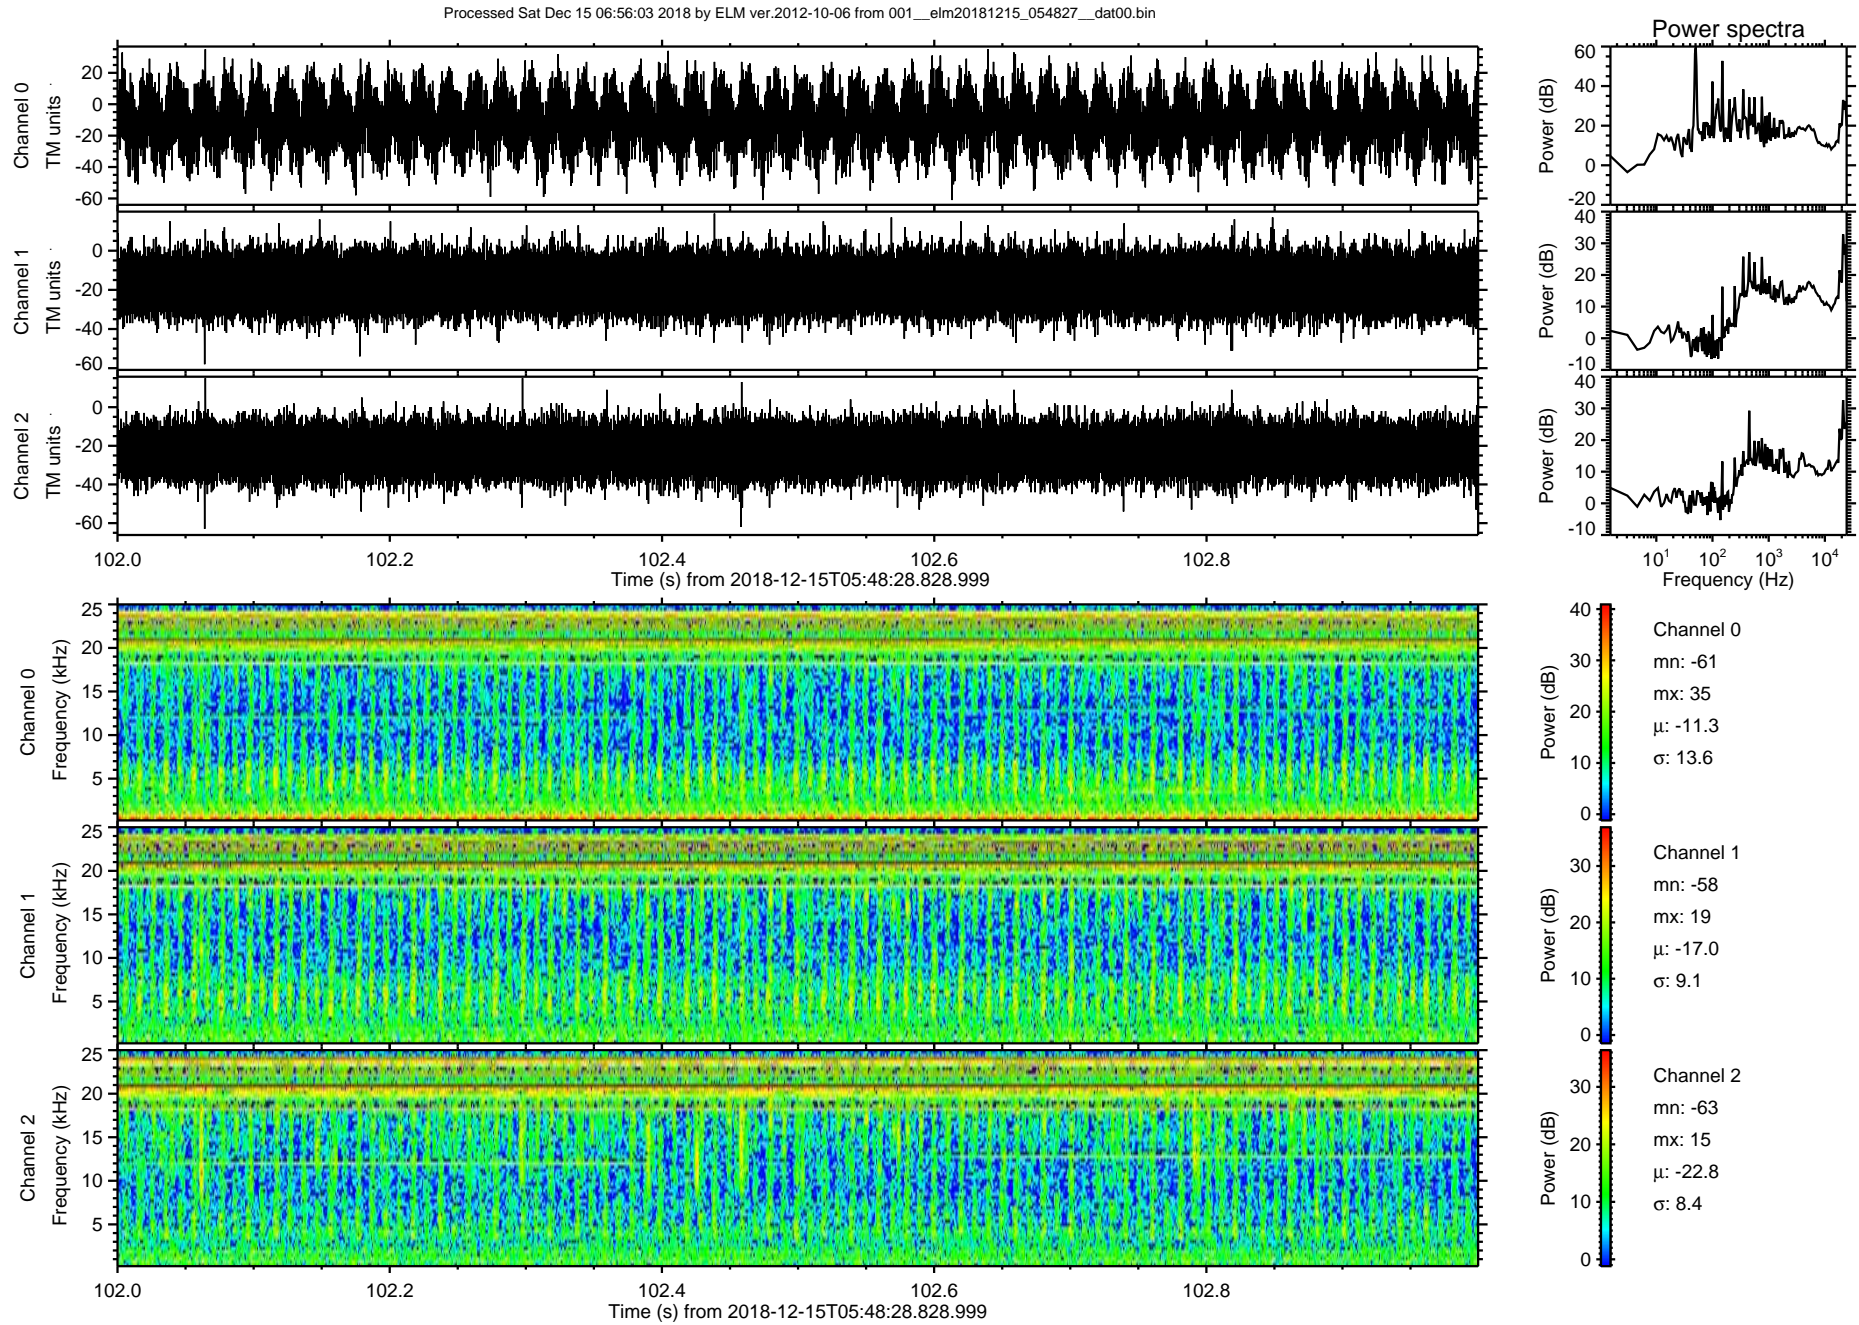 Processed Sat Dec 15 06:56:03 2018 by ELM ver.2012-10-06 from 001__elm20181215_054827__dat00.bin
Power spectra
Channel 0
TM units
20
0
-20
-40
-60
Power (dB)
60
40
20
0
-20
Channel 1
TM units
0
-20
-40
-60
Power (dB)
40
30
20
10
0
-10
Channel 2
TM units
0
-20
-40
-60
Power (dB)
40
30
20
10
0
-10
102.0 102.2 102.4 102.6 102.8
Time (s) from 2018-12-15T05:48:28.828.999
10¹ 10² 10³ 10⁴
Frequency (Hz)
Channel 0
Frequency (kHz)
25
20
15
10
5
Power (dB)
40
30
20
10
0
Channel 0
mn: -61
mx: 35
μ: -11.3
σ: 13.6
Channel 1
Frequency (kHz)
25
20
15
10
5
Power (dB)
30
20
10
0
Channel 1
mn: -58
mx: 19
μ: -17.0
σ: 9.1
Channel 2
Frequency (kHz)
25
20
15
10
5
Power (dB)
30
20
10
0
Channel 2
mn: -63
mx: 15
μ: -22.8
σ: 8.4
102.0 102.2 102.4 102.6 102.8
Time (s) from 2018-12-15T05:48:28.828.999